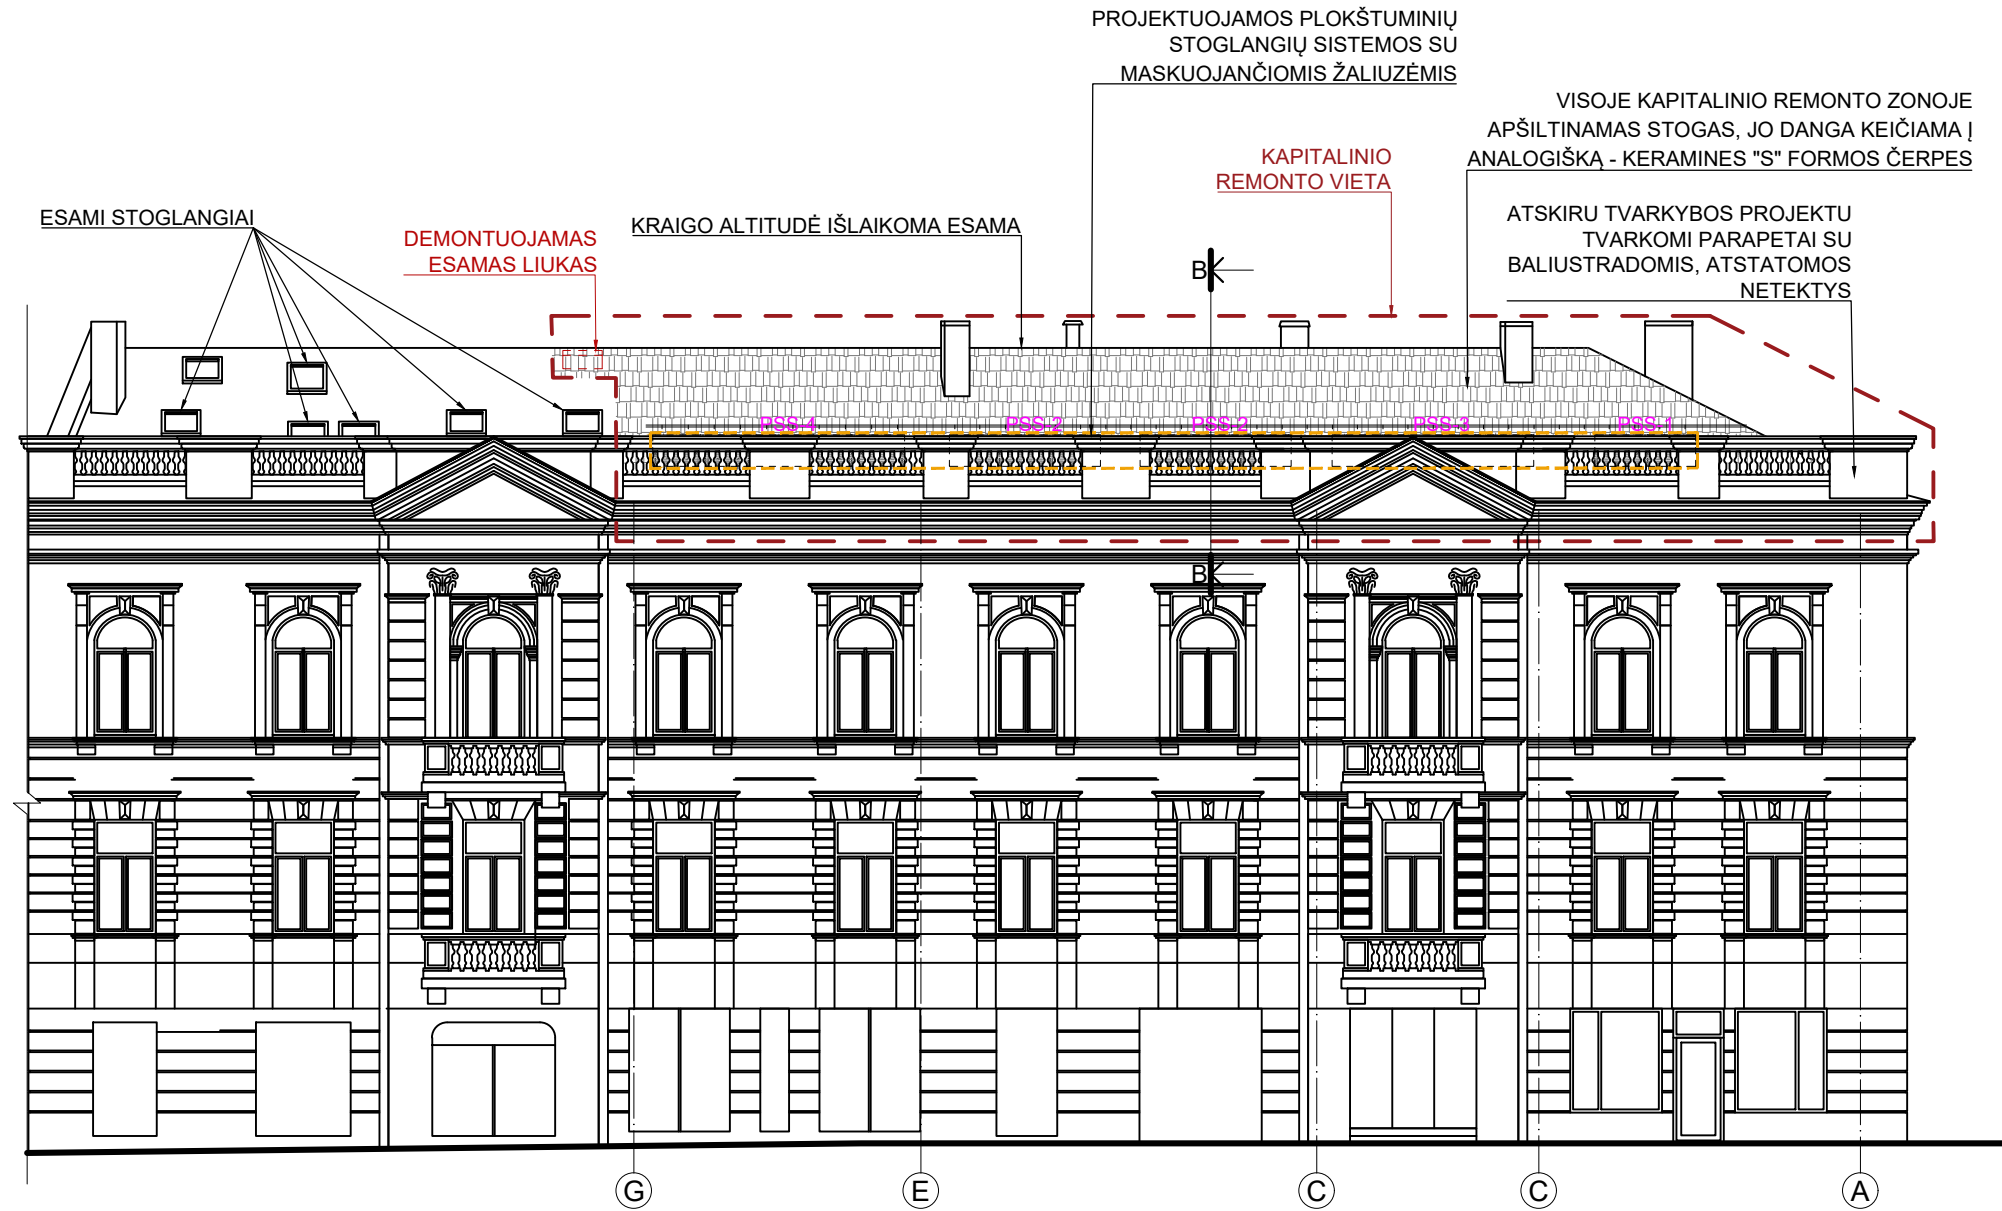 PROJEKTUOJAMOS PLOKŠTUMINIŲ
STOGLANGIŲ SISTEMOS SU
MASKUOJANČIOMIS ŽALIUZĖMIS
VISOJE KAPITALINIO REMONTO ZONOJE
APŠILTINAMAS STOGAS, JO DANGA KEIČIAMA Į
ANALOGIŠKĄ - KERAMINES "S" FORMOS ČERPES
KAPITALINIO
REMONTO VIETA
ESAMI STOGLANGIAI
DEMONTUOJAMAS
ESAMAS LIUKAS
KRAIGO ALTITUDĖ IŠLAIKOMA ESAMA
ATSKIRU TVARKYBOS PROJEKTU
TVARKOMI PARAPETAI SU
BALIUSTRADOMIS, ATSTATOMOS
NETEKTYS
B
PSS-4
PSS-2
PSS-2
PSS-3
PSS-1
B
G
E
C
C
A